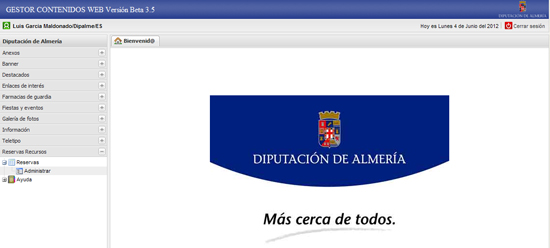 GESTOR CONTENIDOS WEB Versión Beta 3.5
DIPUTACIÓN DE ALMERÍA
Luis García Maldonado/Dipalme/ES
Hoy es Lunes 4 de Junio del 2012
Cerrar sesión
Diputación de Almería
Bienvenid@
Anexos
Banner
Destacados
Enlaces de interés
Farmacias de guardia
Fiestas y eventos
Galería de fotos
Información
Teletipo
Reservas Recursos
Reservas
Administrar
Ayuda
DIPUTACIÓN DE ALMERÍA
Más cerca de todos.